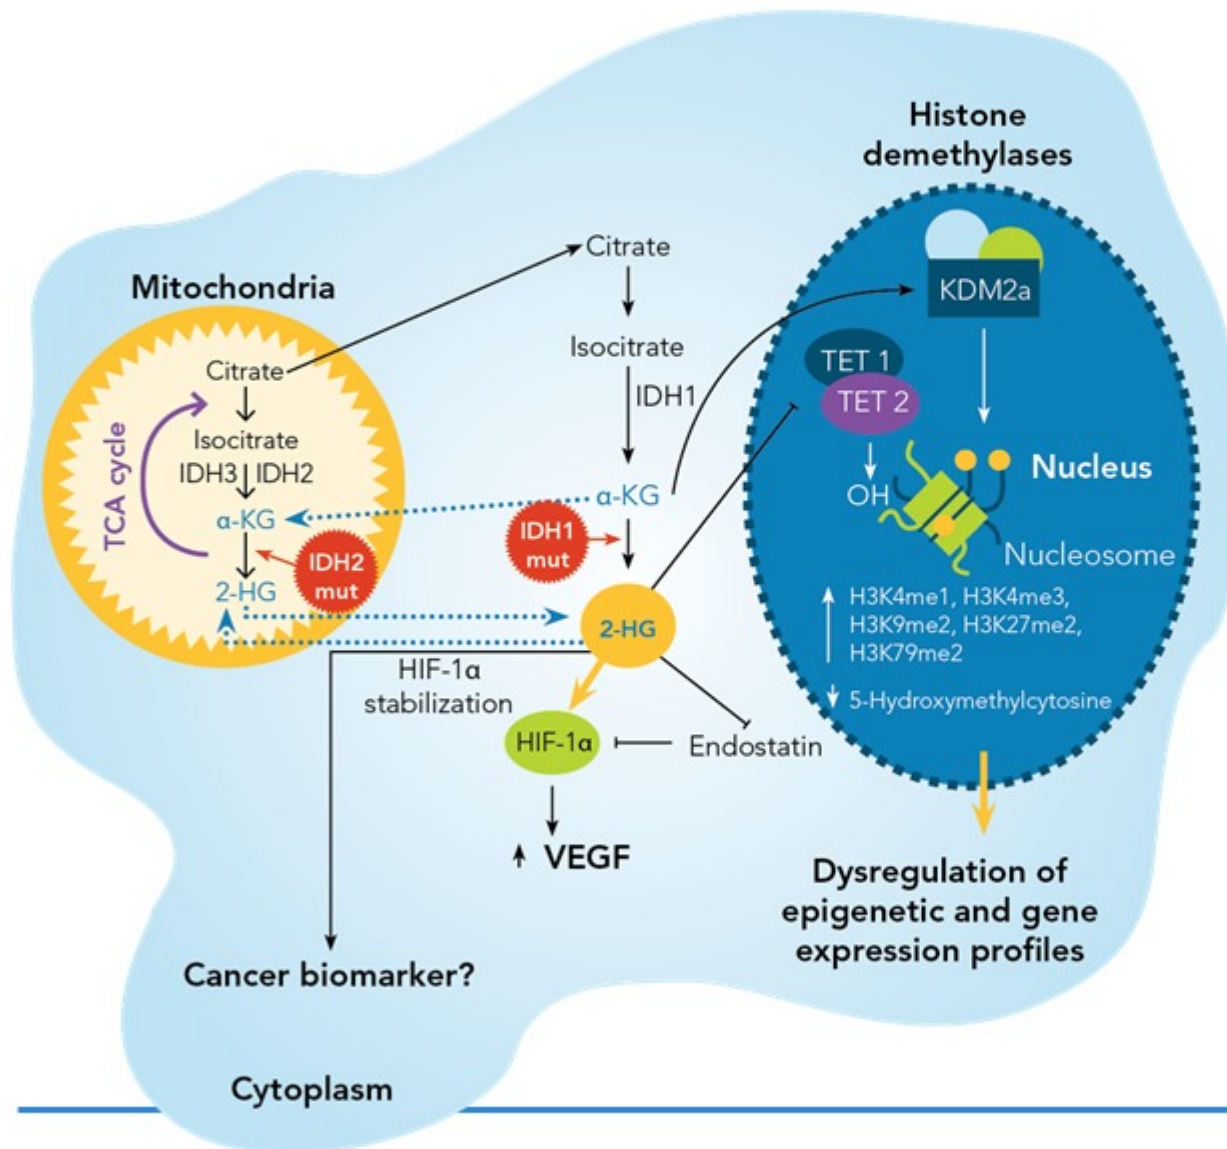 Histone
demethylases
KDM2a
TET 1
TET 2
OH
Nucleus
Nucleosome
H3K4me1, H3K4me3,
H3K9me2, H3K27me2,
H3K79me2
5-Hydroxymethylcytosine
Dysregulation of
epigenetic and gene
expression profiles
Mitochondria
Citrate
Isocitrate
IDH3 IDH2
α-KG
2-HG
TCA cycle
IDH2
mut
Citrate
Isocitrate
IDH1
α-KG
IDH1
mut
2-HG
HIF-1α
stabilization
HIF-1α
Endostatin
VEGF
Cancer biomarker?
Cytoplasm